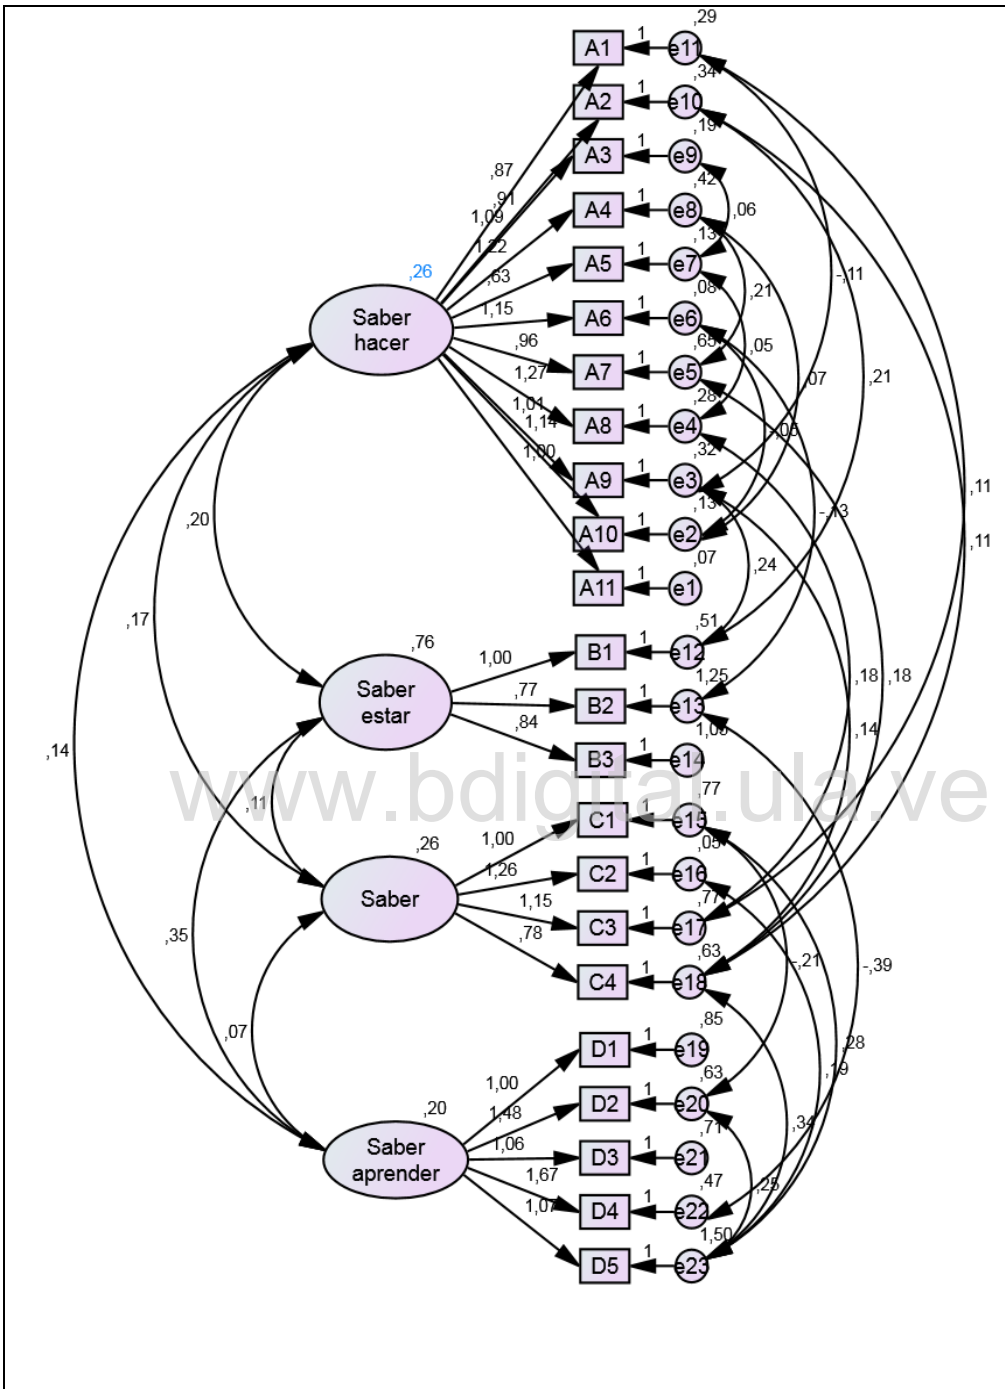 ,29
A1
1
e11
,34
A2
1
e10
,19
A3
1
e9
,42
A4
1
e8
,13
A5
1
e7
,08
A6
1
e6
,65
A7
1
e5
,28
A8
1
e4
,32
A9
1
e3
,13
A10
1
e2
,07
A11
1
e1
,87
,91
1,09
1,22
,63
1,15
,96
1,27
1,01
1,14
1,00
,26
Saber
hacer
,06
-,11
,21
,05
,07
,21
-,13
,24
,11
,11
,20
,17
,14
,18
,18
,14
,76
Saber
estar
1,00
,77
,84
,51
B1
1
e12
1,25
B2
1
e13
B3
1
e14
www.bdigital.ula.ve
,11
,35
,26
Saber
1,00
1,26
1,15
,78
,77
C1
1
e15
,05
C2
1
e16
,77
C3
1
e17
,63
C4
1
e18
-,21
-,39
,28
,19
,34
,25
,07
,20
Saber
aprender
1,00
1,48
1,06
1,67
1,07
,85
D1
1
e19
,63
D2
1
e20
,71
D3
1
e21
,47
D4
1
e22
1,50
D5
1
e23